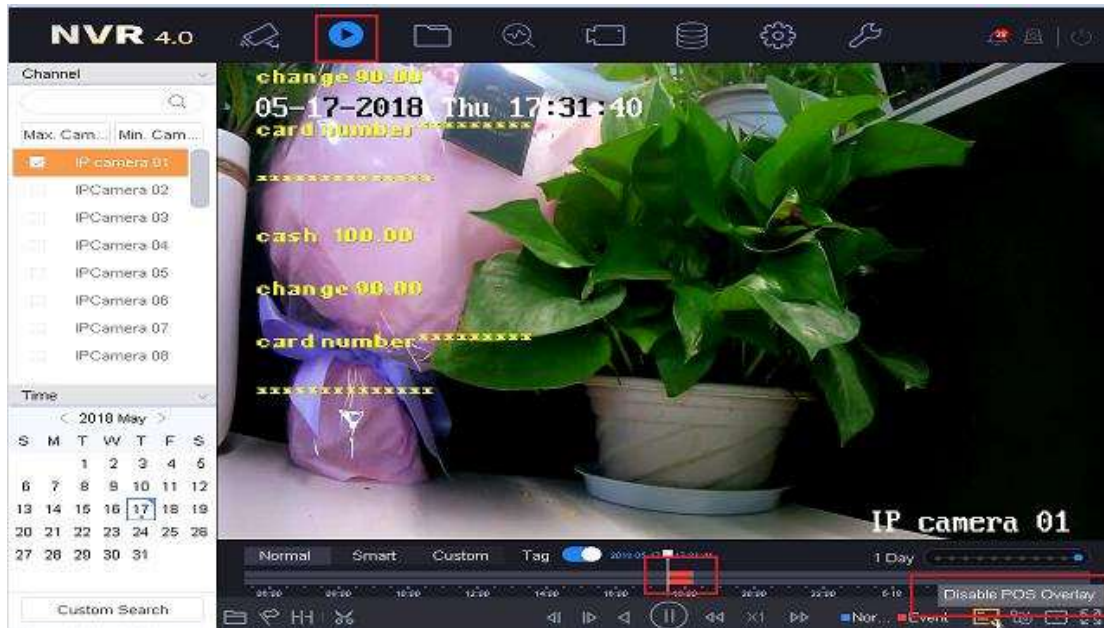 NVR 4.0
28
Channel
Max. Cam... Min. Cam...
IP camera 01
IPCamera 02
IPCamera 03
IPCamera 04
IPCamera 05
IPCamera 06
IPCamera 07
IPCamera 08
Time
< 2018 May >
S M T W T F S
1 2 3 4 5
6 7 8 9 10 11 12
13 14 15 16 17 18 19
20 21 22 23 24 25 26
27 28 29 30 31
Custom Search
change 90.00
05-17-2018 Thu 17:31:40
card number*********
**************
cash 100.00
change 90.00
card number*********
**************
IP camera 01
Normal Smart Custom Tag
1 Day
Disable POS Overlay
X1
Nor... Event